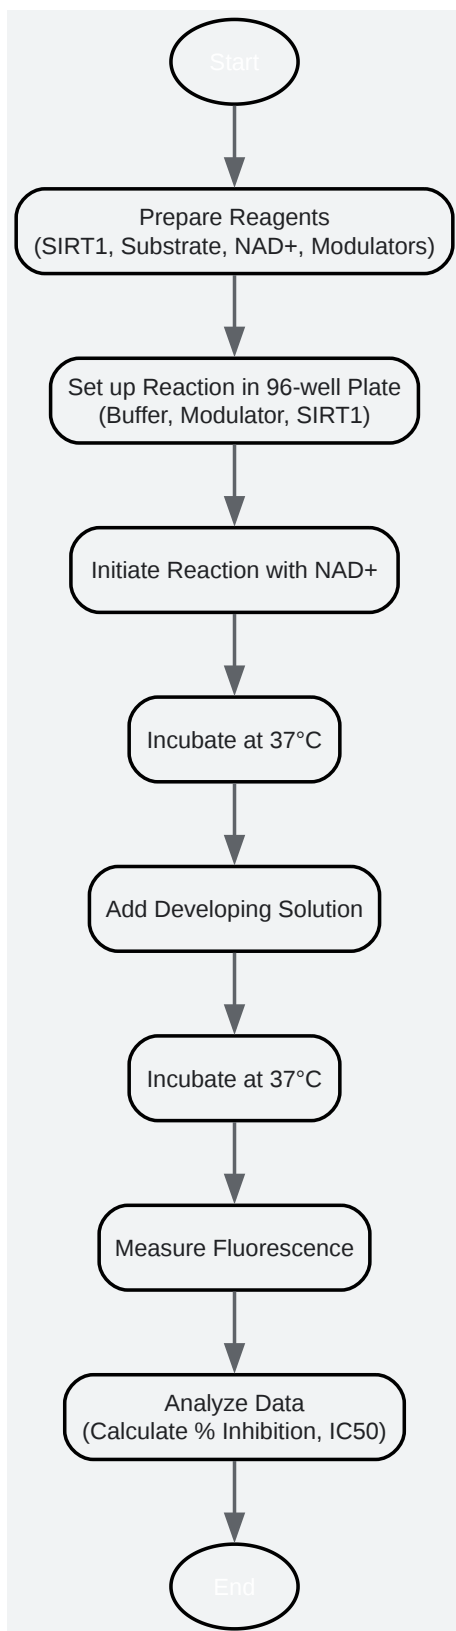 Start
Prepare Reagents
(SIRT1, Substrate, NAD+, Modulators)
Set up Reaction in 96-well Plate
(Buffer, Modulator, SIRT1)
Initiate Reaction with NAD+
Incubate at 37°C
Add Developing Solution
Incubate at 37°C
Measure Fluorescence
Analyze Data
(Calculate % Inhibition, IC50)
End